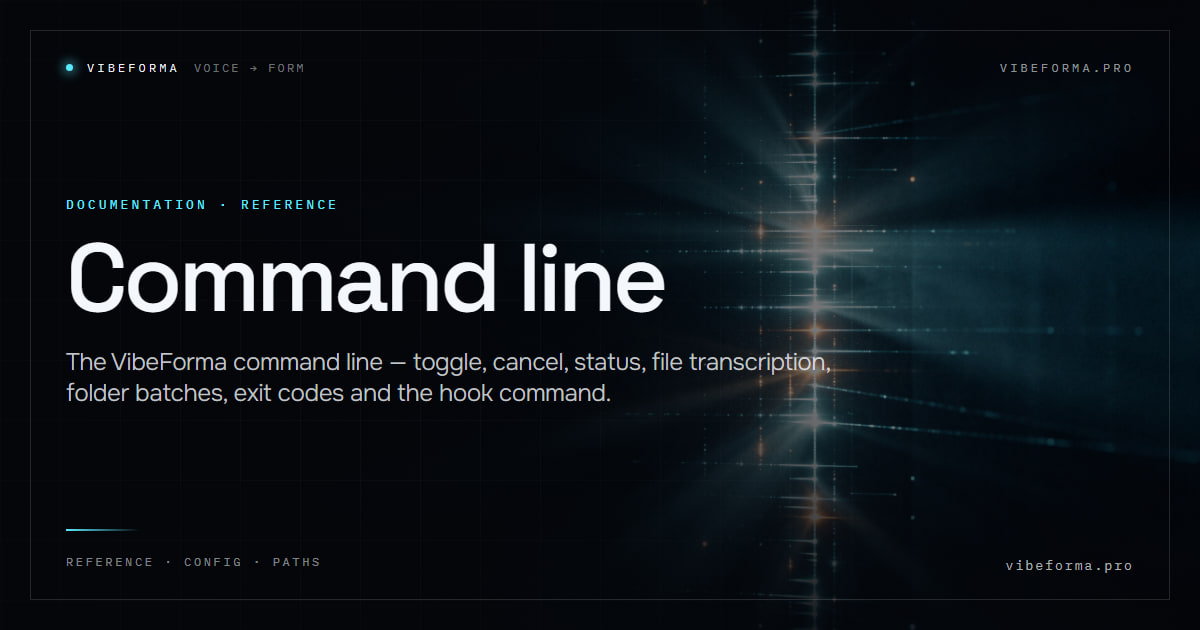 VIBEFORMA VOICE → FORM
VIBEFORMA.PRO
DOCUMENTATION · REFERENCE
Command line
The VibeForma command line — toggle, cancel, status, file transcription,
folder batches, exit codes and the hook command.
REFERENCE · CONFIG · PATHS
vibeforma.pro